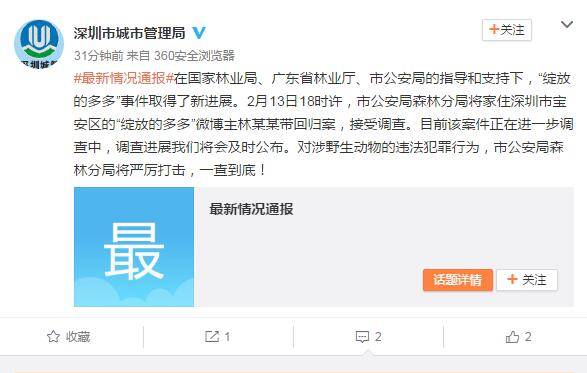 深圳市城市管理局
+关注
31分钟前 来自 360安全浏览器
#最新情况通报#在国家林业局、广东省林业厅、市公安局的指导和支持下，“绽放
的多多”事件取得了新进展。2月13日18时许，市公安局森林分局将家住深圳市宝
安区的“绽放的多多”微博主林某某带回归案，接受调查。目前该案件正在进一步调
查中，调查进展我们将会及时公布。对涉野生动物的违法犯罪行为，市公安局森
林分局将严厉打击，一查到底！
最
最新情况通报
话题详情
+关注
收藏
1
2
2